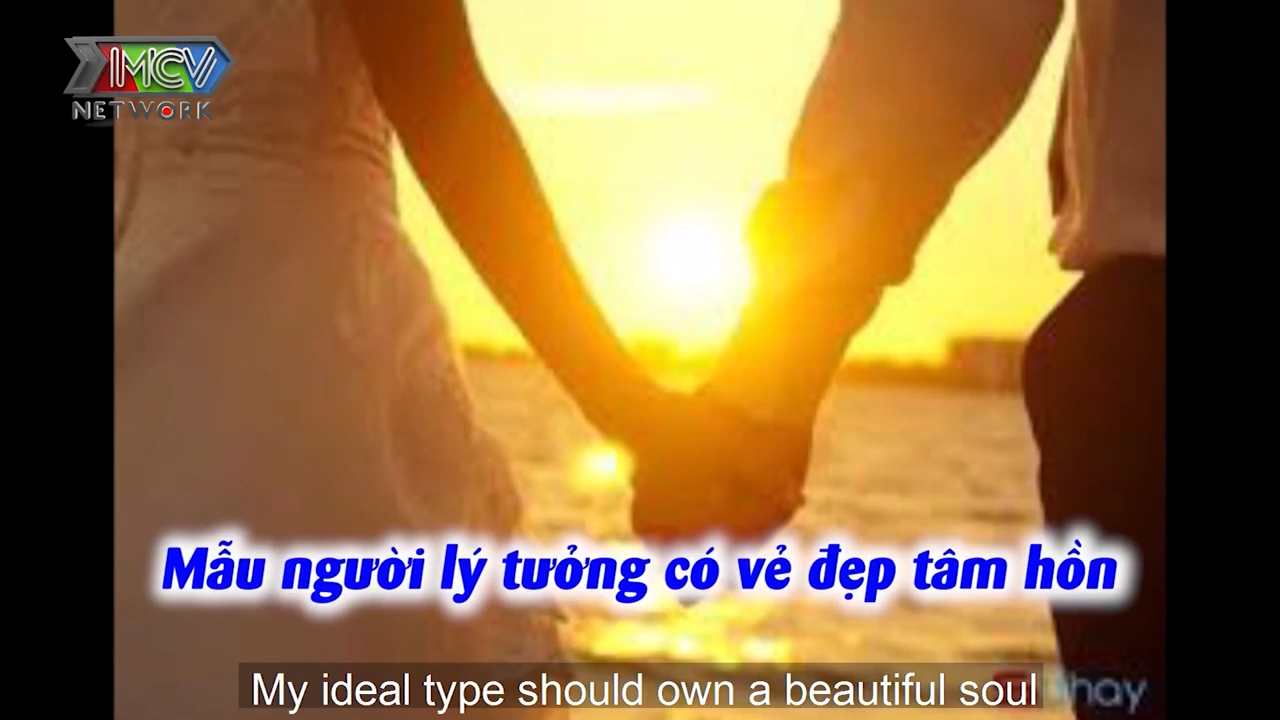 MCV
NETWORK
Mẫu người lý tưởng có vẻ đẹp tâm hồn
My ideal type should own a beautiful soul